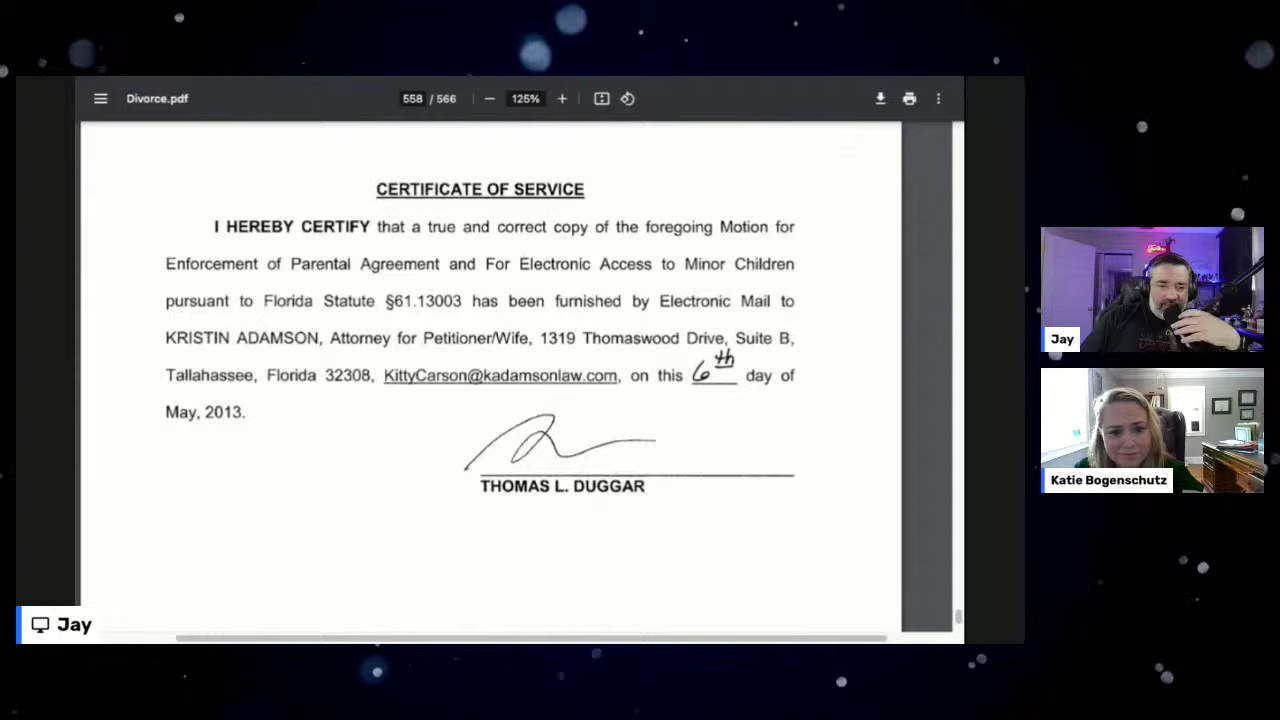 Divorce.pdf
558 / 566
125%
CERTIFICATE OF SERVICE
I HEREBY CERTIFY that a true and correct copy of the foregoing Motion for
Enforcement of Parental Agreement and For Electronic Access to Minor Children
pursuant to Florida Statute §61.13003 has been furnished by Electronic Mail to
KRISTIN ADAMSON, Attorney for Petitioner/Wife, 1319 Thomaswood Drive, Suite B,
Tallahassee, Florida 32308, KittyCarson@kadamsonlaw.com, on this 6th day of
May, 2013.
THOMAS L. DUGGAR
Jay
Jay
Katie Bogenschutz